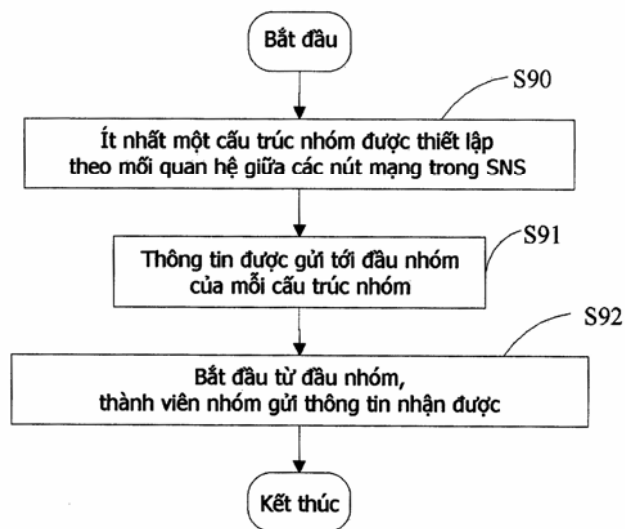 Bắt đầu
S90
Ít nhất một cấu trúc nhóm được thiết lập
theo mối quan hệ giữa các nút mạng trong SNS
S91
Thông tin được gửi tới đầu nhóm
của mỗi cấu trúc nhóm
S92
Bắt đầu từ đầu nhóm,
thành viên nhóm gửi thông tin nhận được
Kết thúc